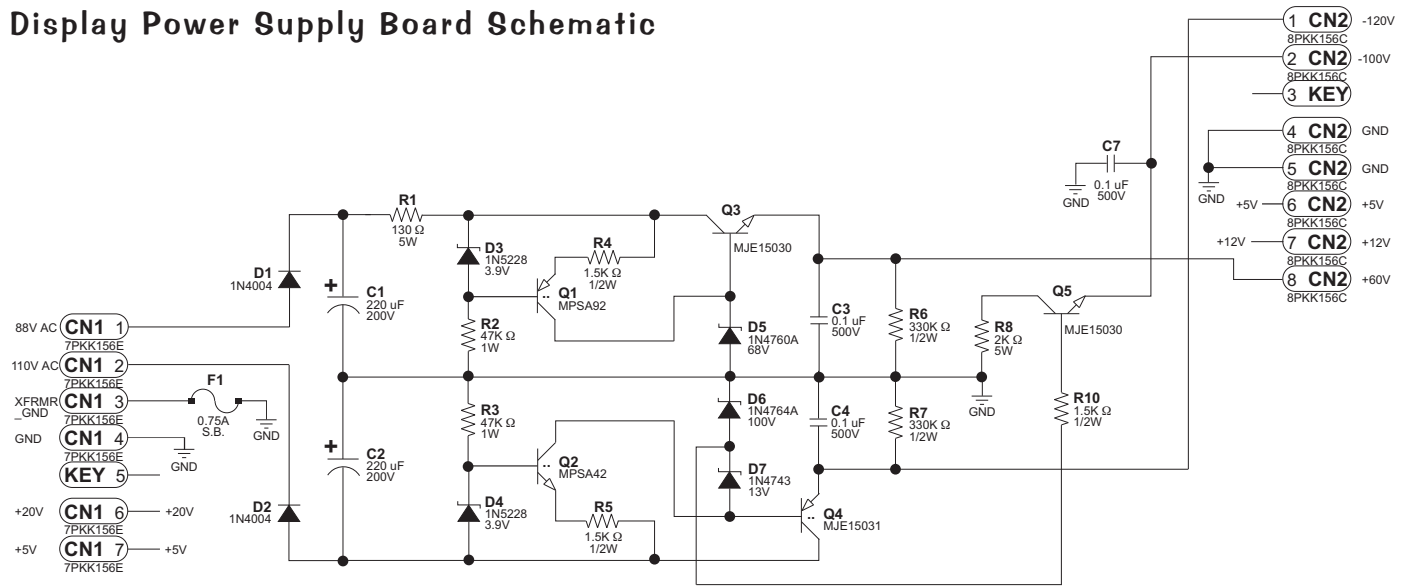 Display Power Supply Board Schematic
1 CN2 -120V
8PKK156C
2 CN2 -100V
8PKK156C
3 KEY
4 CN2 GND
8PKK156C
5 CN2 GND
8PKK156C
GND
+5V 6 CN2 +5V
8PKK156C
+12V 7 CN2 +12V
8PKK156C
8 CN2 +60V
8PKK156C
C7
0.1 uF
500V
GND
R1
130 Ω
5W
Q3
MJE15030
D3
1N5228
3.9V
R4
1.5K Ω
1/2W
D1
1N4004
Q1
MPSA92
+
C1
220 uF
200V
R2
47K Ω
1W
D5
1N4760A
68V
C3
0.1 uF
500V
R6
330K Ω
1/2W
R8
2K Ω
5W
Q5
MJE15030
88V AC CN1 1
7PKK156E
110V AC CN1 2
7PKK156E
XFRMR
_GND
CN1 3
7PKK156E
F1
0.75A
S.B.
GND
GND CN1 4
7PKK156E
GND
KEY 5
+20V CN1 6 +20V
7PKK156E
+5V CN1 7 +5V
7PKK156E
D2
1N4004
+
C2
220 uF
200V
R3
47K Ω
1W
Q2
MPSA42
D4
1N5228
3.9V
R5
1.5K Ω
1/2W
D6
1N4764A
100V
C4
0.1 uF
500V
R7
330K Ω
1/2W
GND
R10
1.5K Ω
1/2W
D7
1N4743
13V
Q4
MJE15031